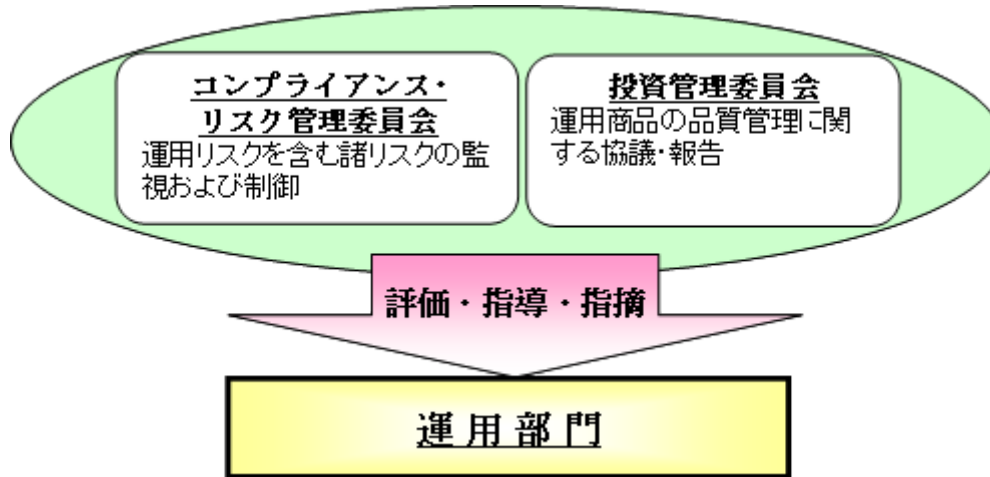 コンプライアンス・
リスク管理委員会
運用リスクを含む諸リスクの監
視および制御
投資管理委員会
運用商品の品質管理に関
する協議・報告
評価・指導・指摘
運用部門